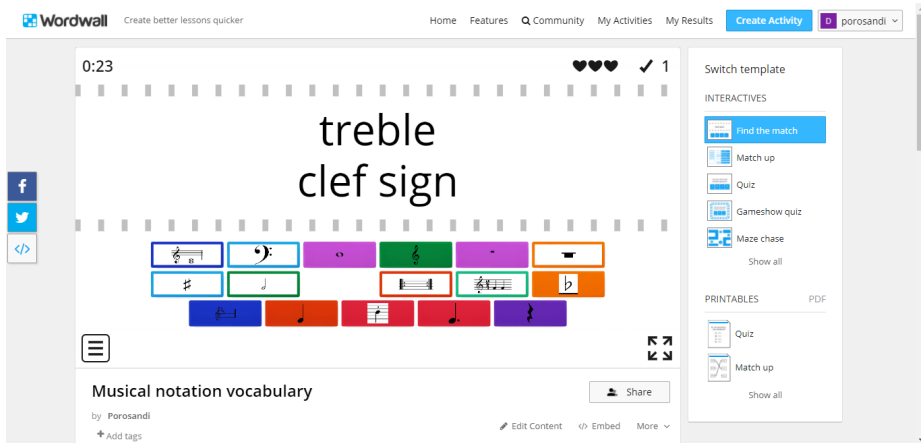 Wordwall
Create better lessons quicker
Home
Features
Community
My Activities
My Results
Create Activity
D porosandi
0:23
1
treble
clef sign
Switch template
INTERACTIVES
Find the match
Match up
Quiz
Gameshow quiz
Maze chase
Show all
PRINTABLES
PDF
Quiz
Match up
Show all
f
</>
Musical notation vocabulary
Share
by Porosandi
Add tags
Edit Content
</> Embed
More